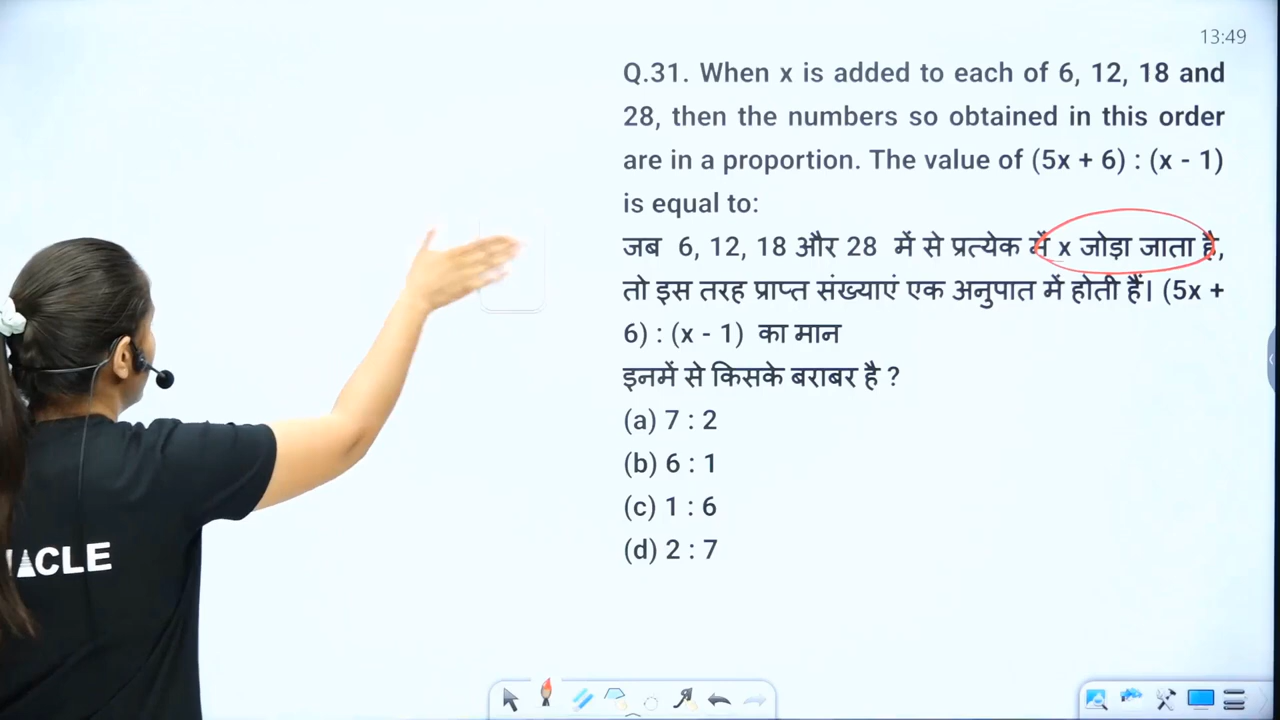 13:49
Q.31. When x is added to each of 6, 12, 18 and
28, then the numbers so obtained in this order
are in a proportion. The value of (5x + 6) : (x - 1)
is equal to:
जब 6, 12, 18 और 28 में से प्रत्येक में x जोड़ा जाता है,
तो इस तरह प्राप्त संख्याएं एक अनुपात में होती हैं| (5x +
6) : (x - 1) का मान
इनमें से किसके बराबर है ?
(a) 7 : 2
(b) 6 : 1
(c) 1 : 6
(d) 2 : 7
ACLE